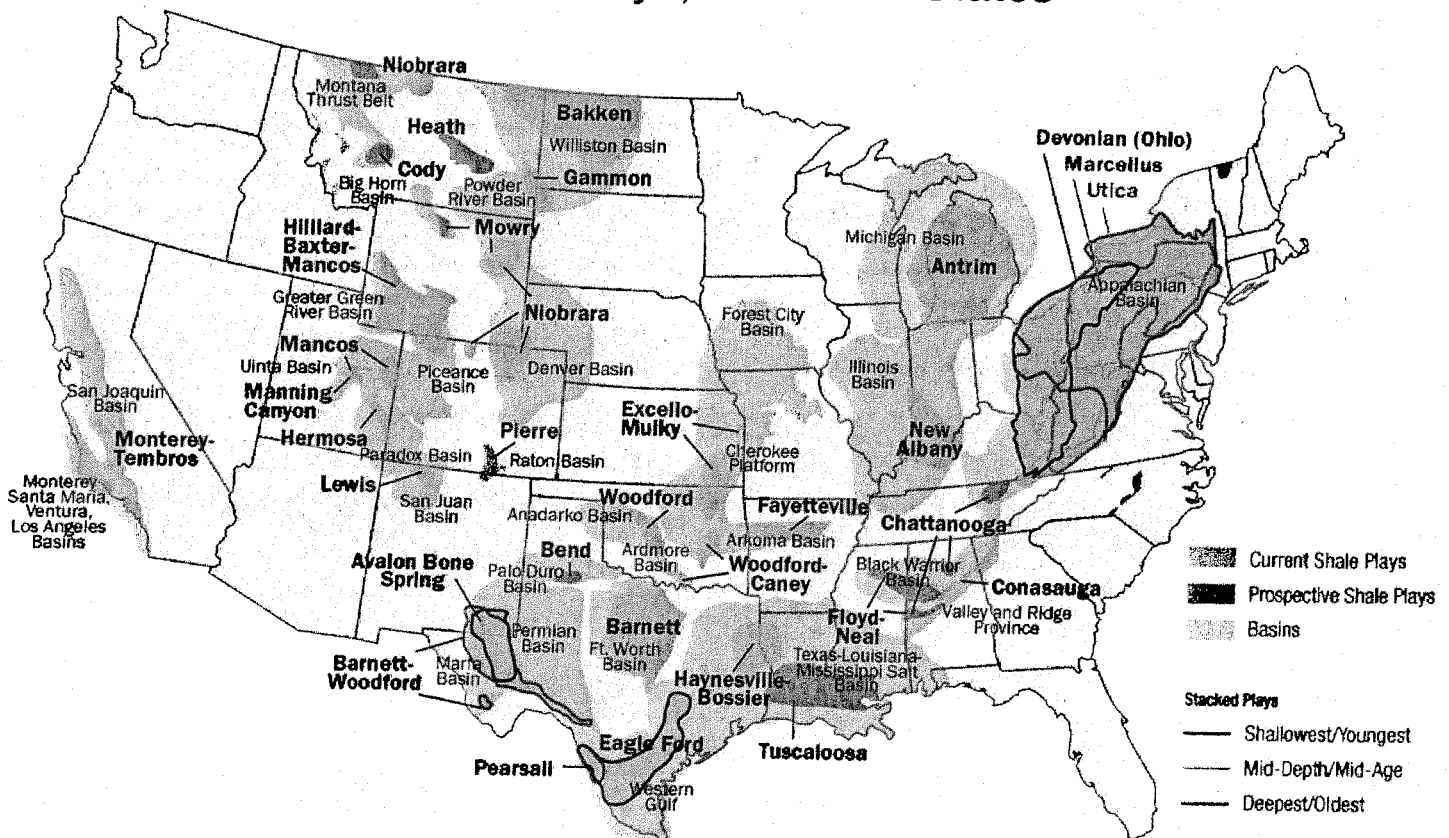 Niobrara
Montana
Thrust Belt
Bakken
Heath
Williston Basin
Cody
Gammon
Big Horn
Basin
Powder
River Basin
Mowry
Hilliard-
Baxter-
Mancos
Greater Green
River Basin
Niobrara
Mancos
Uinta Basin
Piceance
Basin
Denver Basin
Manning
Canyon
San Joaquin
Basin
Hermosa
Paradox Basin
Pierre
Raton Basin
Monterey-
Tembros
Lewis
San Juan
Basin
Monterey
Santa Maria,
Ventura,
Los Angeles
Basins
Devonian (Ohio)
Marcellus
Utica
Michigan Basin
Antrim
Appalachian
Basin
Forest City
Basin
Illinois
Basin
Excello-
Mulky
Cherokee
Platform
New
Albany
Woodford
Anadarko Basin
Fayetteville
Arkoma Basin
Chattanooga
Bend
Ardmore
Basin
Woodford-
Caney
Black Warrior
Basin
Conasauga
Avalon Bone
Spring
Palo Duro
Basin
Floyd-
Neal
Valley and Ridge
Province
Permian
Basin
Barnett
Ft. Worth
Basin
Texas-Louisiana-
Mississippi Salt
Basin
Barnett-
Woodford
Marfa
Basin
Haynesville-
Bossier
Eagle Ford
Tuscaloosa
Pearsall
Western
Gulf
Current Shale Plays
Prospective Shale Plays
Basins
Stacked Plays
Shallowest/Youngest
Mid-Depth/Mid-Age
Deepest/Oldest